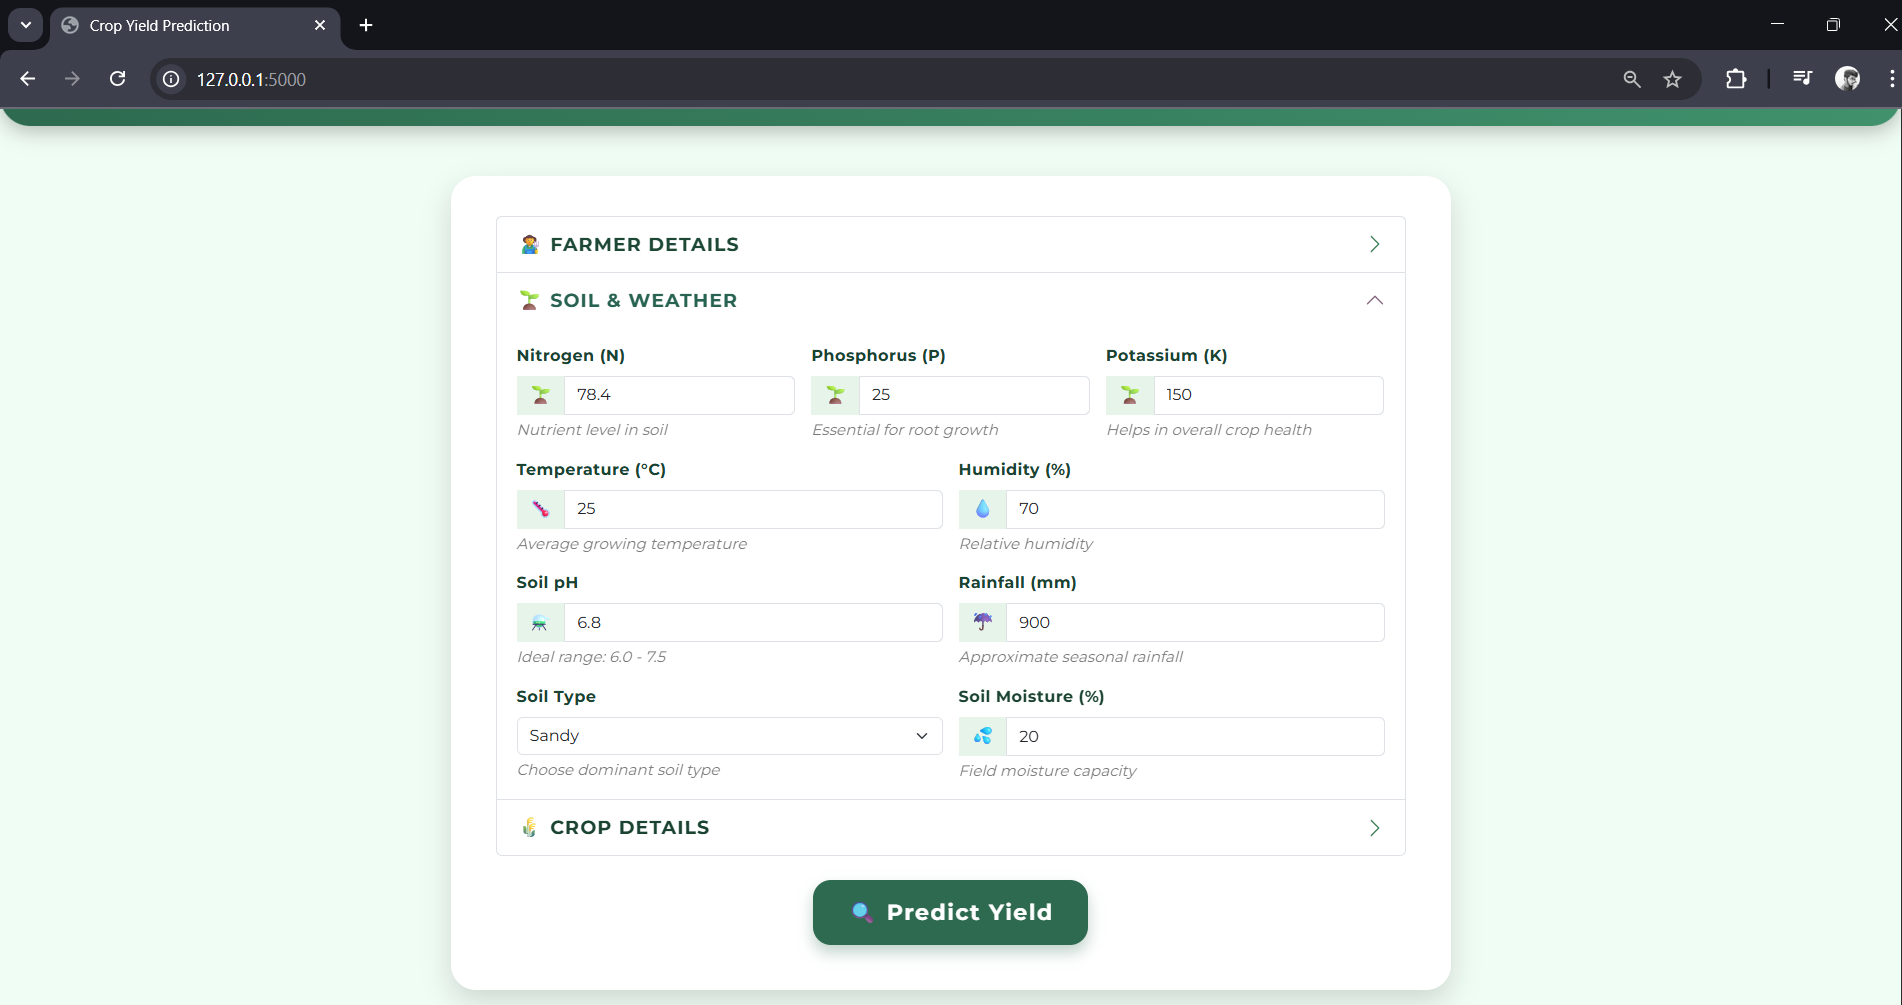 Crop Yield Prediction
127.0.0.1:5000
FARMER DETAILS
SOIL & WEATHER
Nitrogen (N) Phosphorus (P) Potassium (K)
78.4 25 150
Nutrient level in soil Essential for root growth Helps in overall crop health
Temperature (°C) Humidity (%)
25 70
Average growing temperature Relative humidity
Soil pH Rainfall (mm)
6.8 900
Ideal range: 6.0 - 7.5 Approximate seasonal rainfall
Soil Type Soil Moisture (%)
Sandy 20
Choose dominant soil type Field moisture capacity
CROP DETAILS
Predict Yield